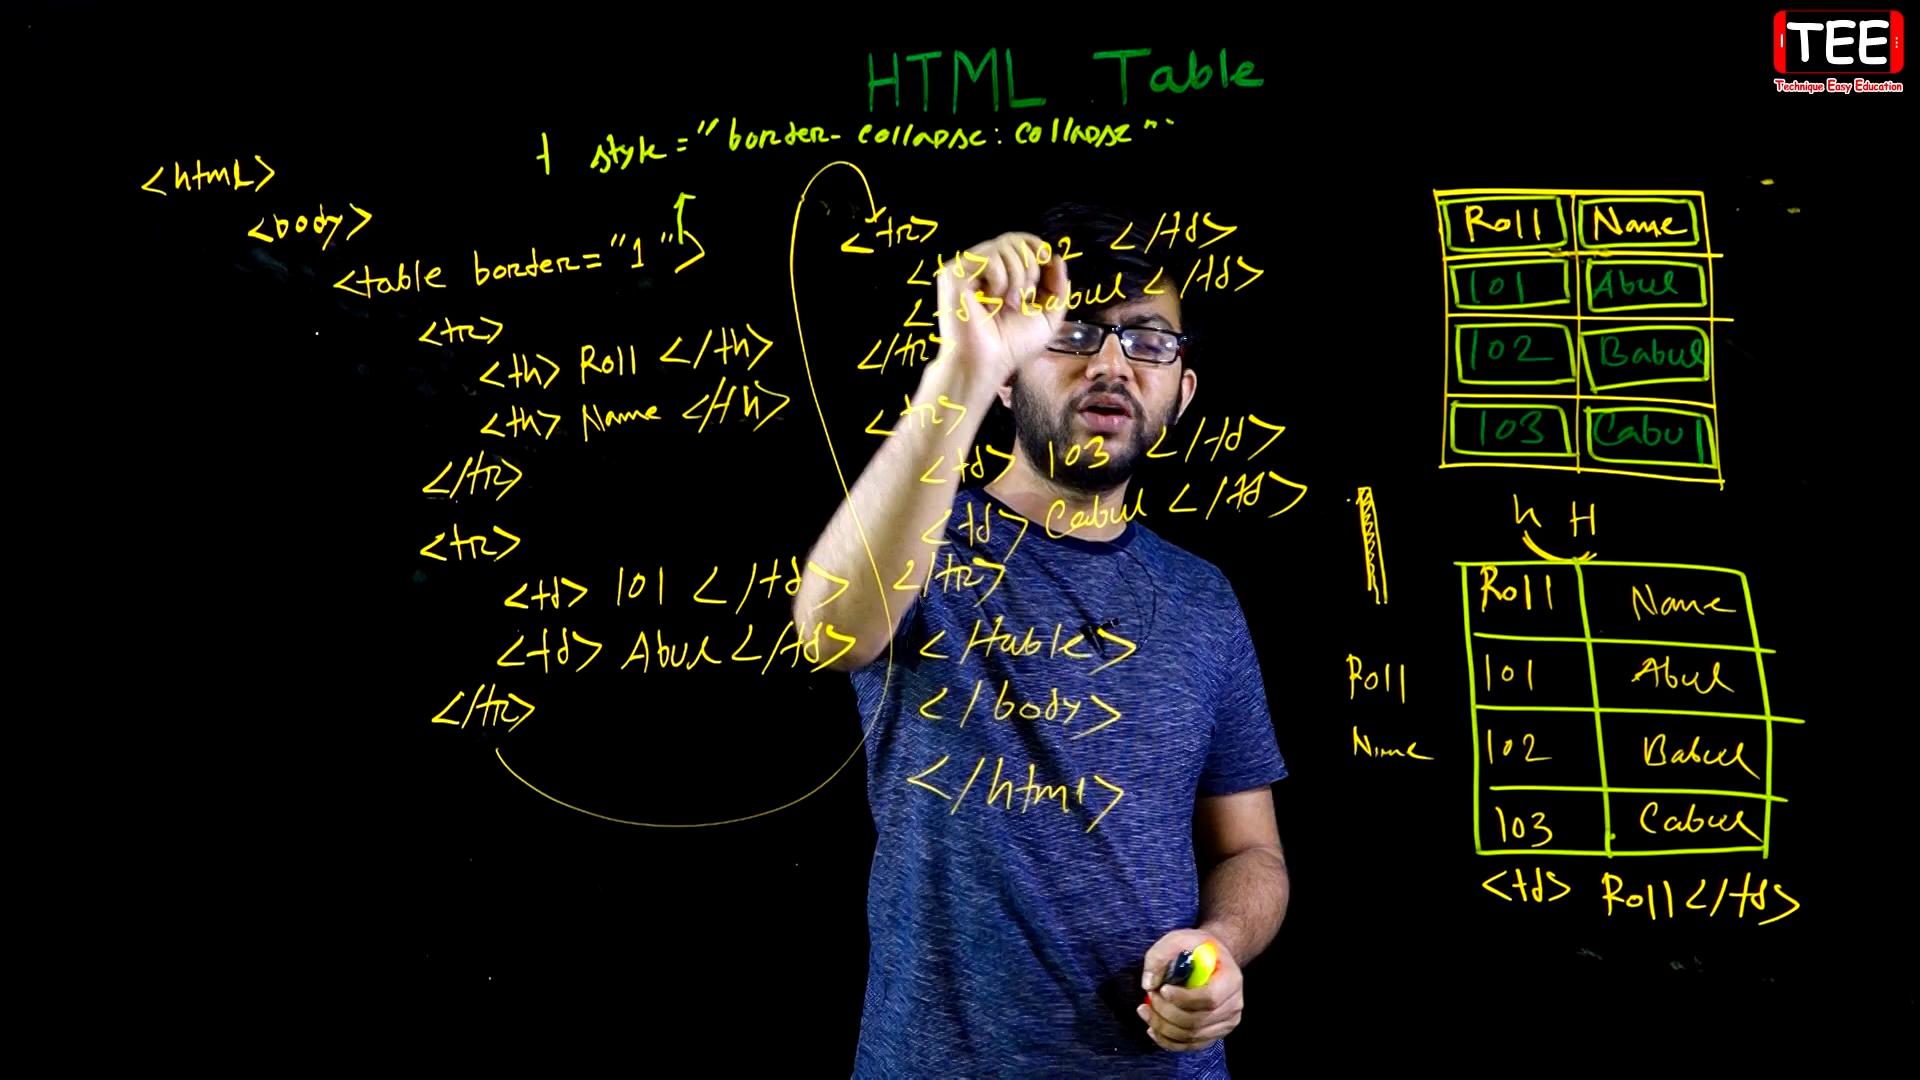 TEE
Technique Easy Education
HTML Table
style="border-collapse: collapse"
<html>
<body>
<table border="1">
<tr>
<th> Roll </th>
<th> Name </th>
</tr>
<tr>
<td> 101 </td>
<td> Abul </td>
</tr>
<tr>
<td> 102 </td>
<td> Babul </td>
</tr>
<tr>
<td> 103 </td>
<td> Cabul </td>
</tr>
</table>
</body>
</html>
Roll Name
101 Abul
102 Babul
103 Cabul
h H
Roll
Name
Roll Name
101 Abul
102 Babul
103 Cabul
<td> Roll </td>